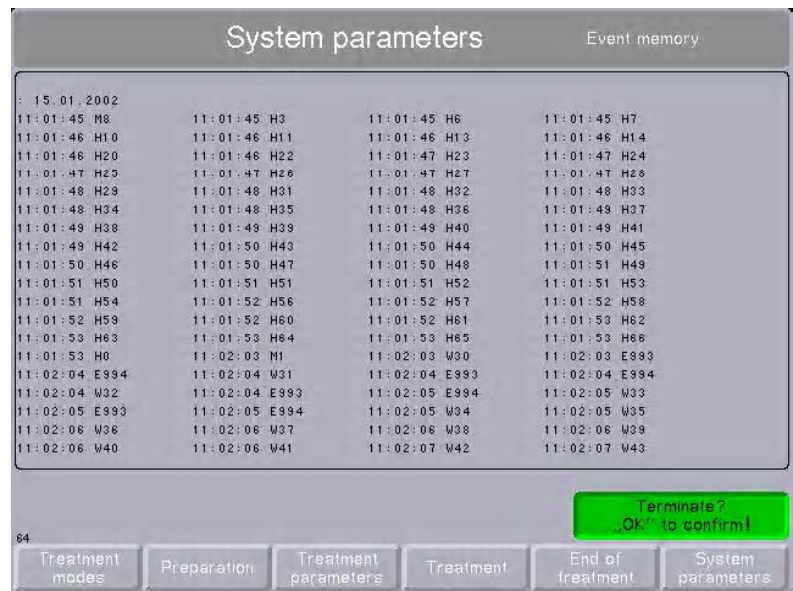 System parameters Event memory
: 15.01.2002
11:01:45 M8 11:01:45 H3 11:01:45 H6 11:01:45 H7
11:01:46 H10 11:01:46 H11 11:01:46 H13 11:01:46 H14
11:01:46 H20 11:01:46 H22 11:01:47 H23 11:01:47 H24
11:01:47 H25 11:01:47 H26 11:01:47 H27 11:01:47 H28
11:01:48 H29 11:01:48 H31 11:01:48 H32 11:01:48 H33
11:01:48 H34 11:01:48 H35 11:01:48 H36 11:01:49 H37
11:01:49 H38 11:01:49 H39 11:01:49 H40 11:01:49 H41
11:01:49 H42 11:01:50 H43 11:01:50 H44 11:01:50 H45
11:01:50 H46 11:01:50 H47 11:01:50 H48 11:01:51 H49
11:01:51 H50 11:01:51 H51 11:01:51 H52 11:01:51 H53
11:01:51 H54 11:01:52 H56 11:01:52 H57 11:01:52 H58
11:01:52 H59 11:01:52 H60 11:01:52 H61 11:01:53 H62
11:01:53 H63 11:01:53 H64 11:01:53 H65 11:01:53 H66
11:01:53 H0 11:02:03 M1 11:02:03 W30 11:02:03 E993
11:02:04 E994 11:02:04 W31 11:02:04 E993 11:02:04 E994
11:02:04 W32 11:02:04 E993 11:02:05 E994 11:02:05 W33
11:02:05 E993 11:02:05 E994 11:02:05 W34 11:02:05 W35
11:02:06 W36 11:02:06 W37 11:02:06 W38 11:02:06 W39
11:02:06 W40 11:02:06 W41 11:02:07 W42 11:02:07 W43
Terminate?
„OK“ to confirm!
64
Treatment modes
Preparation
Treatment parameters
Treatment
End of treatment
System parameters